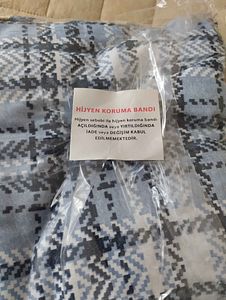 HİJYEN KORUMA BANDI
Hijyen sebebi ile hijyen koruma bandı
AÇILDIĞINDA veya YIRTILDIĞINDA
İADE veya DEĞİŞİM KABUL
EDİLMEMEKTEDİR.